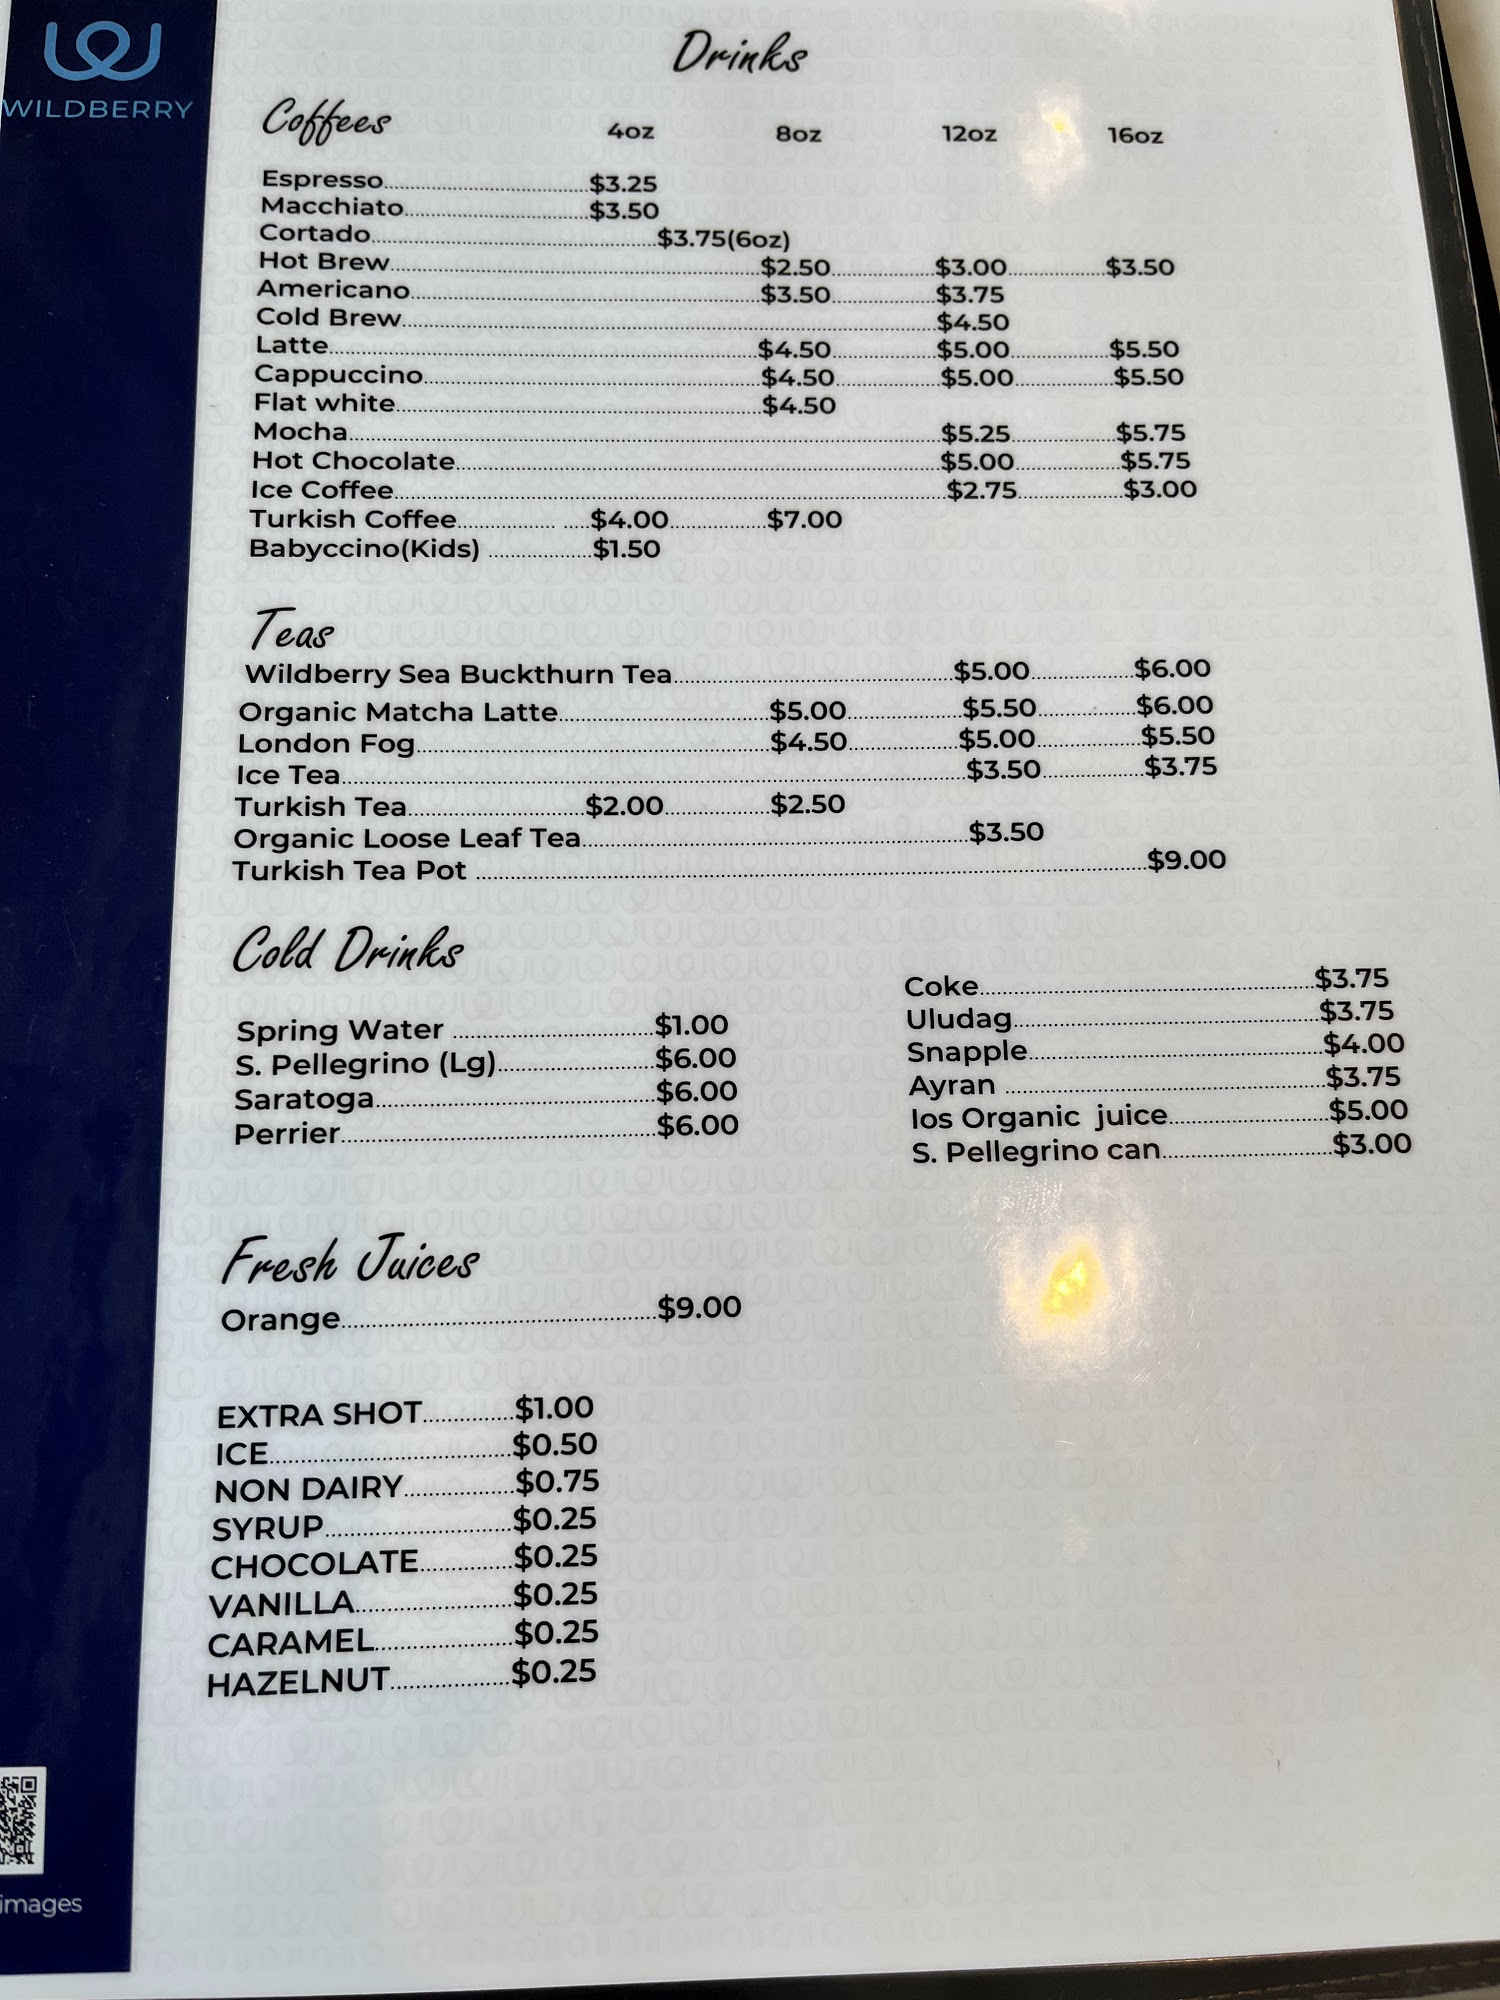 WILDBERRY
Drinks
Coffees 4oz 8oz 12oz 16oz
Espresso $3.25
Macchiato $3.50
Cortado $3.75(6oz)
Hot Brew $2.50 $3.00 $3.50
Americano $3.50 $3.75
Cold Brew $4.50
Latte $4.50 $5.00 $5.50
Cappuccino $4.50 $5.00 $5.50
Flat white $4.50
Mocha $5.25 $5.75
Hot Chocolate $5.00 $5.75
Ice Coffee $2.75 $3.00
Turkish Coffee $4.00 $7.00
Babyccino(Kids) $1.50
Teas
Wildberry Sea Buckthurn Tea $5.00 $6.00
Organic Matcha Latte $5.00 $5.50 $6.00
London Fog $4.50 $5.00 $5.50
Ice Tea $3.50 $3.75
Turkish Tea $2.00 $2.50
Organic Loose Leaf Tea $3.50
Turkish Tea Pot $9.00
Cold Drinks
Spring Water $1.00
S. Pellegrino (Lg) $6.00
Saratoga $6.00
Perrier $6.00
Coke $3.75
Uludag $3.75
Snapple $4.00
Ayran $3.75
Ios Organic juice $5.00
S. Pellegrino can $3.00
Fresh Juices
Orange $9.00
EXTRA SHOT $1.00
ICE $0.50
NON DAIRY $0.75
SYRUP $0.25
CHOCOLATE $0.25
VANILLA $0.25
CARAMEL $0.25
HAZELNUT $0.25
images